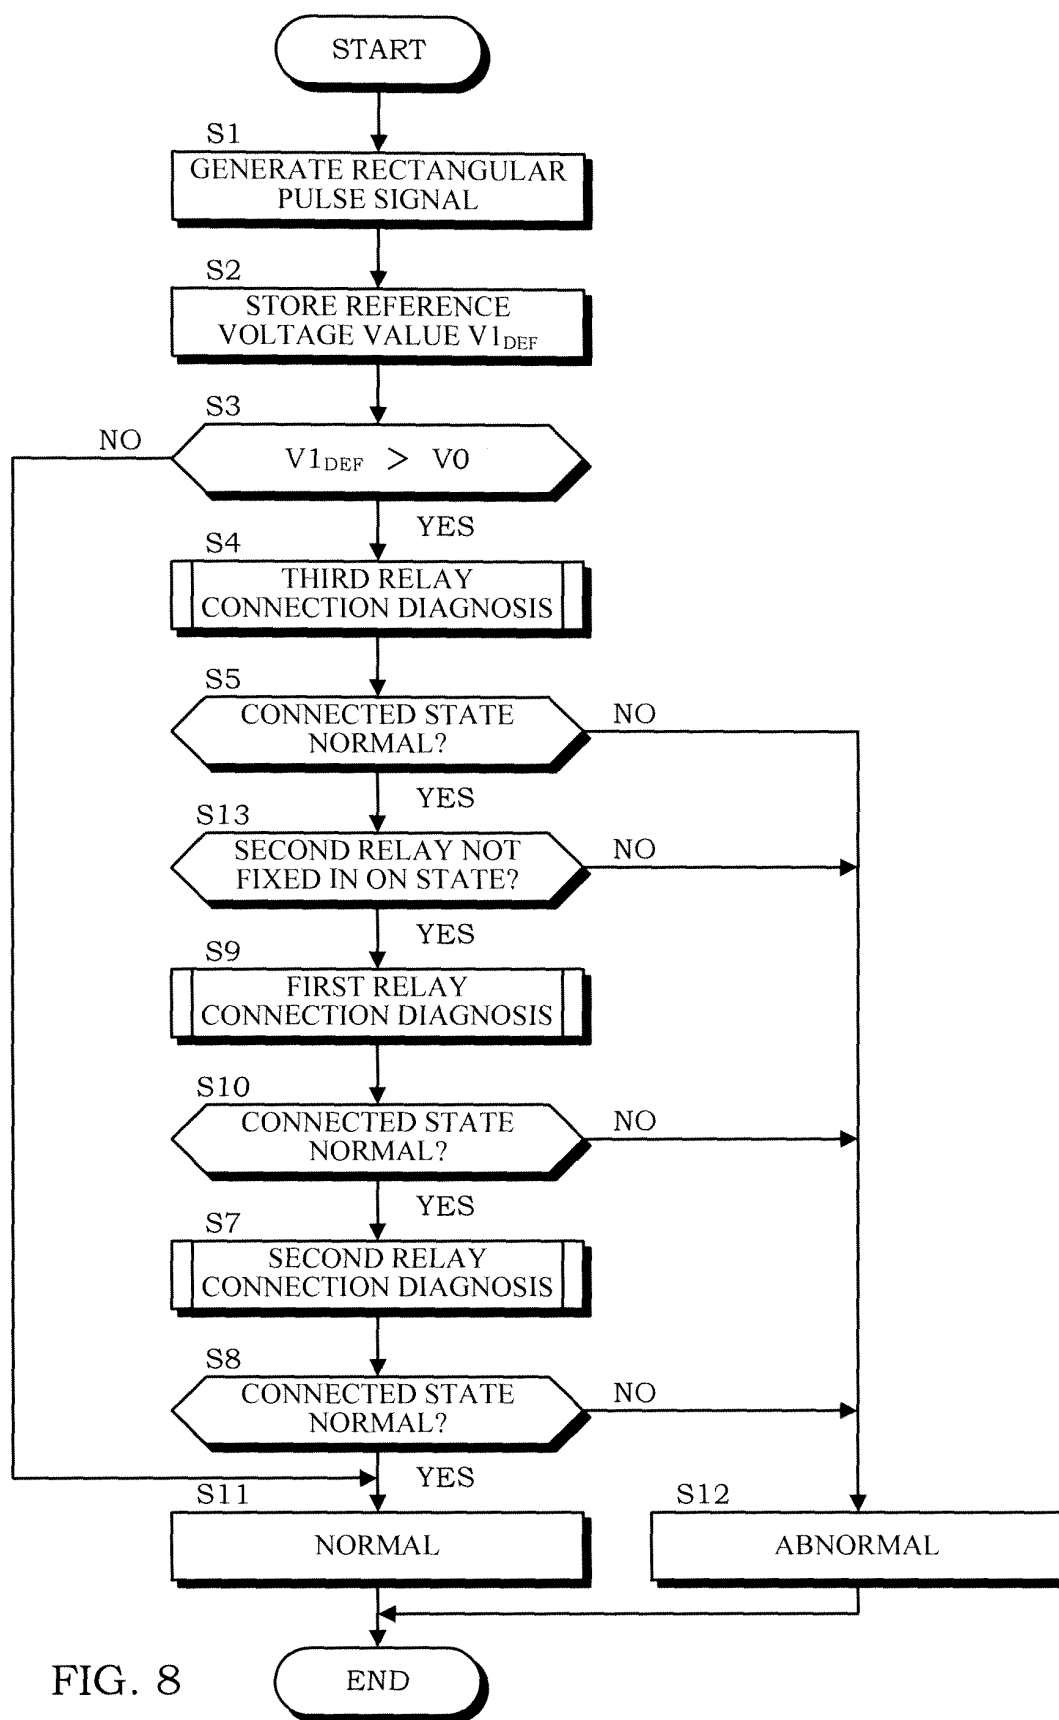 START
S1
GENERATE RECTANGULAR
PULSE SIGNAL
S2
STORE REFERENCE
VOLTAGE VALUE V1DEF
S3
NO
V1DEF > V0
YES
S4
THIRD RELAY
CONNECTION DIAGNOSIS
S5
CONNECTED STATE
NORMAL?
NO
YES
S13
SECOND RELAY NOT
FIXED IN ON STATE?
NO
YES
S9
FIRST RELAY
CONNECTION DIAGNOSIS
S10
CONNECTED STATE
NORMAL?
NO
YES
S7
SECOND RELAY
CONNECTION DIAGNOSIS
S8
CONNECTED STATE
NORMAL?
NO
YES
S11
NORMAL
S12
ABNORMAL
END
FIG. 8